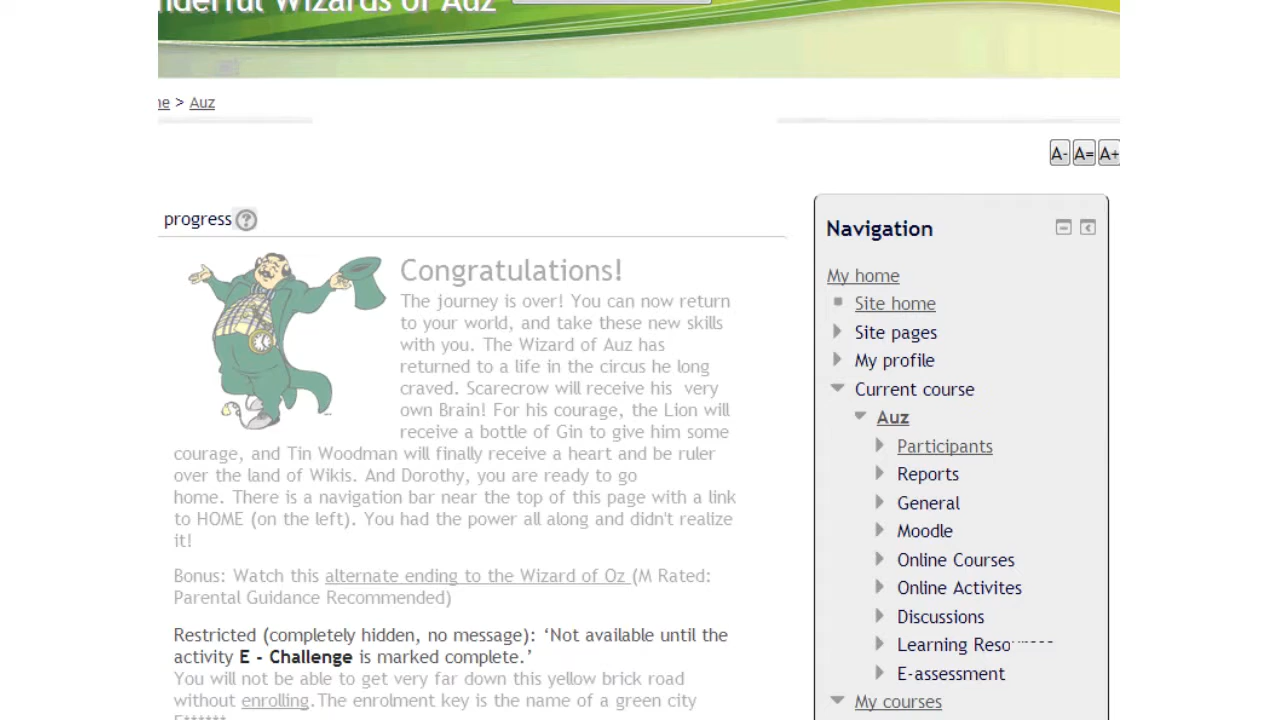 nderful Wizards of Auz
ne > Auz
A- A= A+
progress
Congratulations!
The journey is over! You can now return
to your world, and take these new skills
with you. The Wizard of Auz has
returned to a life in the circus he long
craved. Scarecrow will receive his very
own Brain! For his courage, the Lion will
receive a bottle of Gin to give him some
courage, and Tin Woodman will finally receive a heart and be ruler
over the land of Wikis. And Dorothy, you are ready to go
home. There is a navigation bar near the top of this page with a link
to HOME (on the left). You had the power all along and didn't realize
it!
Bonus: Watch this alternate ending to the Wizard of Oz (M Rated:
Parental Guidance Recommended)
Restricted (completely hidden, no message): ‘Not available until the
activity E - Challenge is marked complete.’
You will not be able to get very far down this yellow brick road
without enrolling.The enrolment key is the name of a green city
E******
Navigation
My home
Site home
Site pages
My profile
Current course
Auz
Participants
Reports
General
Moodle
Online Courses
Online Activites
Discussions
Learning Resources
E-assessment
My courses